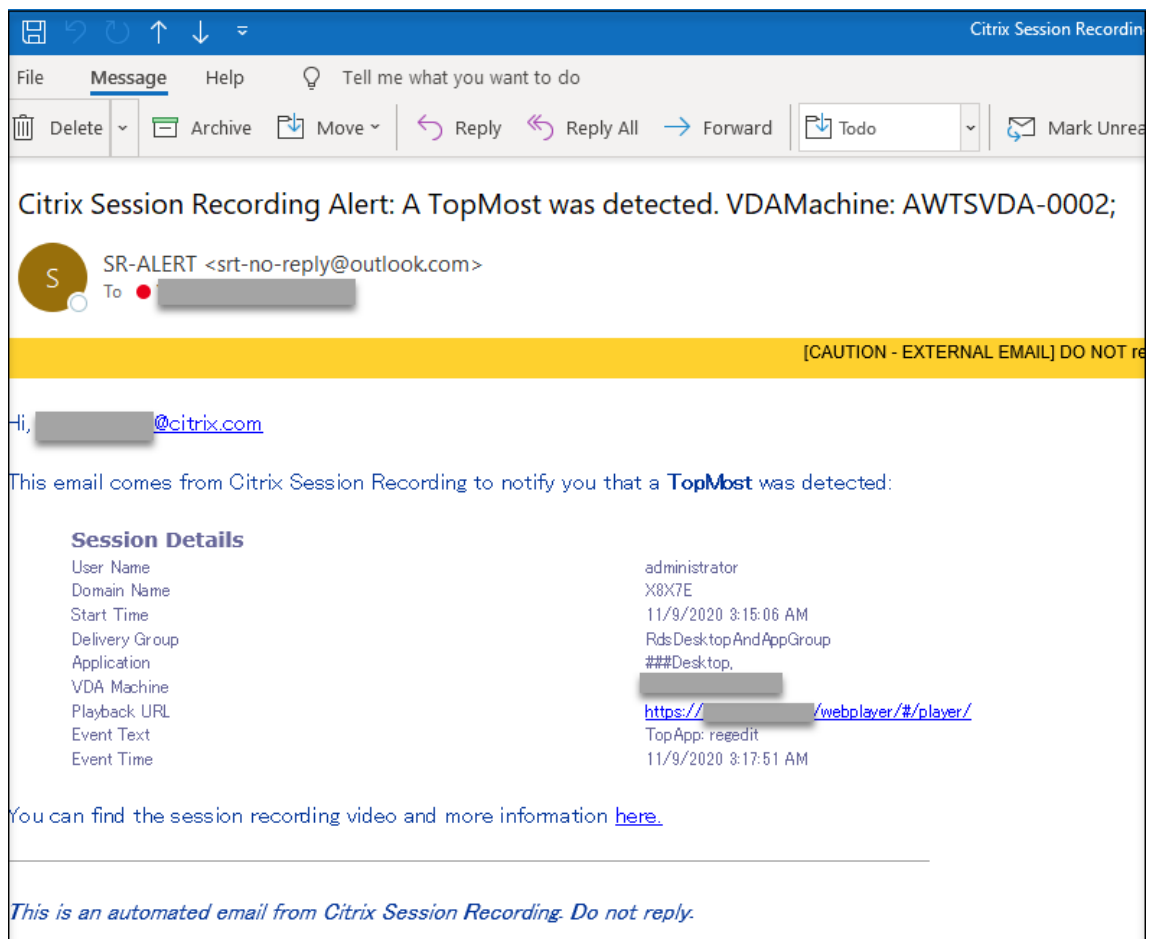 Citrix Session Recordin
File Message Help Tell me what you want to do
Delete Archive Move Reply Reply All Forward Todo Mark Unrea
Citrix Session Recording Alert: A TopMost was detected. VDAMachine: AWTSVDA-0002;
S
SR-ALERT <srt-no-reply@outlook.com>
To
[CAUTION - EXTERNAL EMAIL] DO NOT re
Hi, @citrix.com
This email comes from Citrix Session Recording to notify you that a TopMost was detected:
Session Details
User Name administrator
Domain Name X8X7E
Start Time 11/9/2020 3:15:06 AM
Delivery Group RdsDesktopAndAppGroup
Application ###Desktop,
VDA Machine
Playback URL https:// /webplayer/#/player/
Event Text TopApp: regedit
Event Time 11/9/2020 3:17:51 AM
You can find the session recording video and more information here.
This is an automated email from Citrix Session Recording. Do not reply.